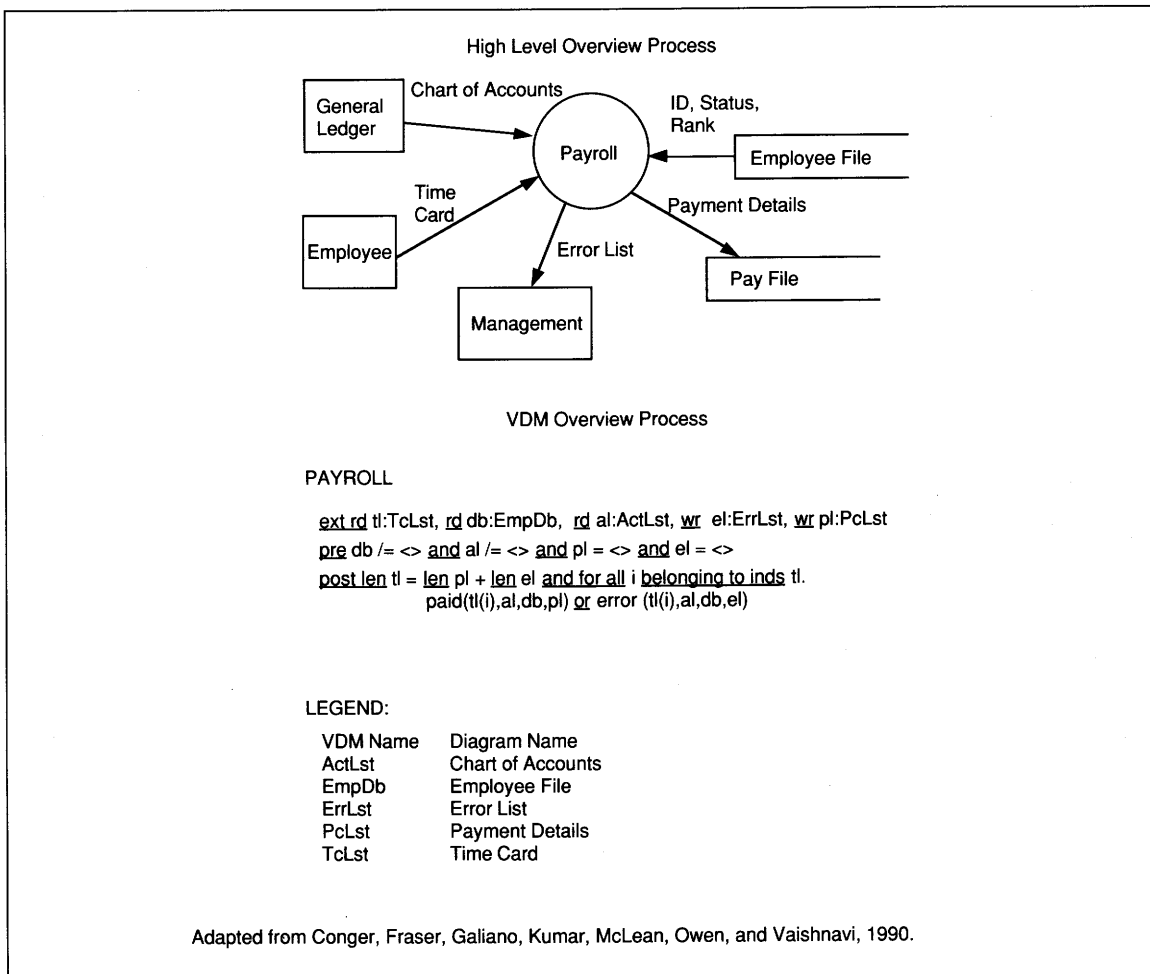 High Level Overview Process
General
Ledger
Chart of Accounts
Payroll
ID, Status,
Rank
Employee File
Time
Card
Employee
Error List
Payment Details
Pay File
Management
VDM Overview Process
PAYROLL
ext rd tl:TcLst, rd db:EmpDb, rd al:ActLst, wr el:ErrLst, wr pl:PcLst
pre db /= <> and al /= <> and pl = <> and el = <>
post len tl = len pl + len el and for all i belonging to inds tl.
paid(tl(i),al,db,pl) or error (tl(i),al,db,el)
LEGEND:
VDM Name Diagram Name
ActLst Chart of Accounts
EmpDb Employee File
ErrLst Error List
PcLst Payment Details
TcLst Time Card
Adapted from Conger, Fraser, Galiano, Kumar, McLean, Owen, and Vaishnavi, 1990.